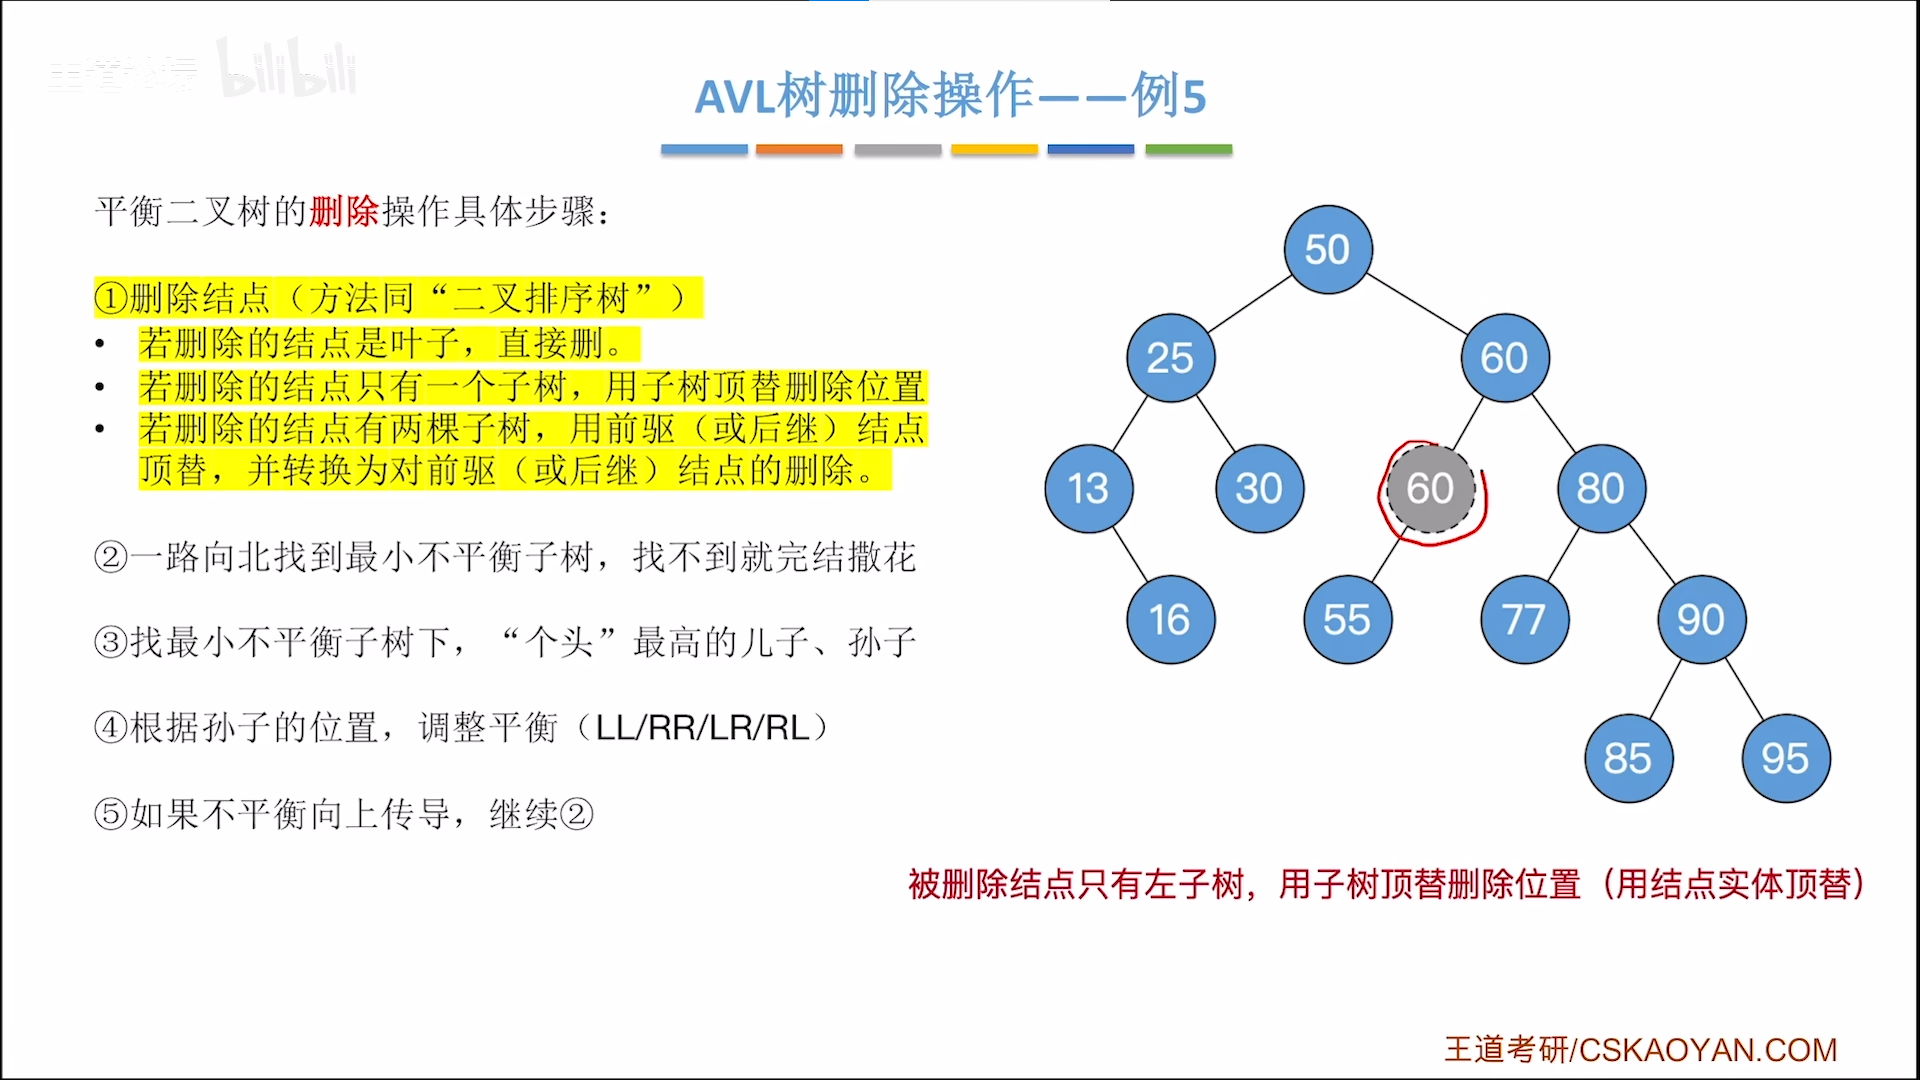 王道论坛 bilibili
AVL树删除操作——例5
平衡二叉树的删除操作具体步骤：
①删除结点（方法同“二叉排序树”）
• 若删除的结点是叶子，直接删。
• 若删除的结点只有一个子树，用子树顶替删除位置
• 若删除的结点有两棵子树，用前驱（或后继）结点
顶替，并转换为对前驱（或后继）结点的删除。
②一路向北找到最小不平衡子树，找不到就完结撒花
③找最小不平衡子树下，“个头”最高的儿子、孙子
④根据孙子的位置，调整平衡（LL/RR/LR/RL）
⑤如果不平衡向上传导，继续②
50
25 60
13 30 60 80
16 55 77 90
85 95
被删除结点只有左子树，用子树顶替删除位置（用结点实体顶替）
王道考研/CSKAOYAN.COM